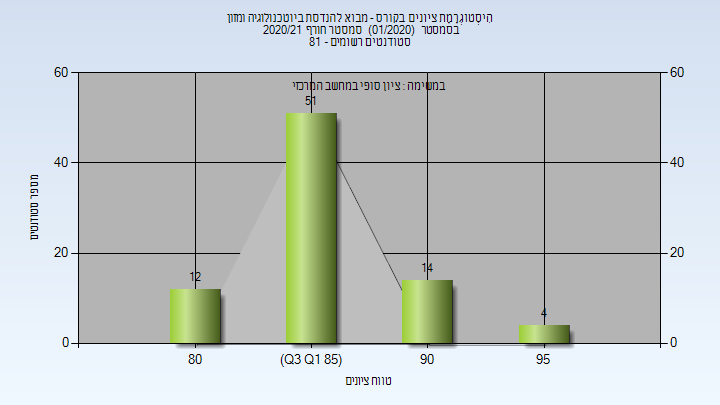 הִיסְטוֹגְרָמַת ציונים בקורס - מבוא להנדסת ביוטכנולוגיה ומזון
בסמסטר (01/2020) סמסטר חורף 2020/21
סטודנטים רשומים - 81
במשימה : ציון סופי במחשב המרכזי
60 60
51
40 40
מספר סטודנטים
20 20
12 14 4
0 0
80 (Q3 Q1 85) 90 95
טווח ציונים